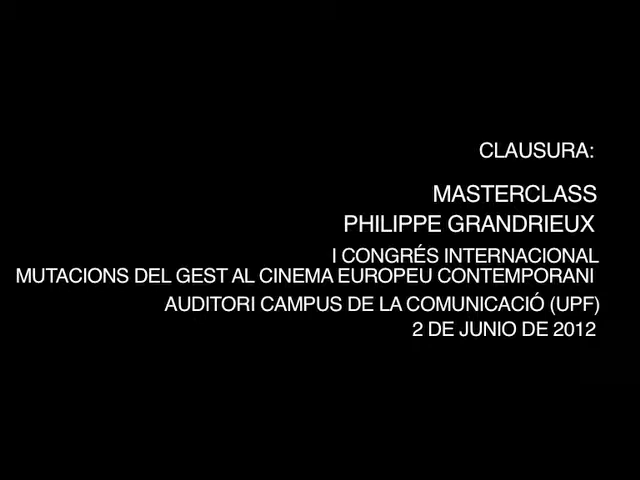 CLAUSURA:
MASTERCLASS
PHILIPPE GRANDRIEUX
I CONGRÉS INTERNACIONAL
MUTACIONS DEL GEST AL CINEMA EUROPEU CONTEMPORANI
AUDITORI CAMPUS DE LA COMUNICACIÓ (UPF)
2 DE JUNIO DE 2012